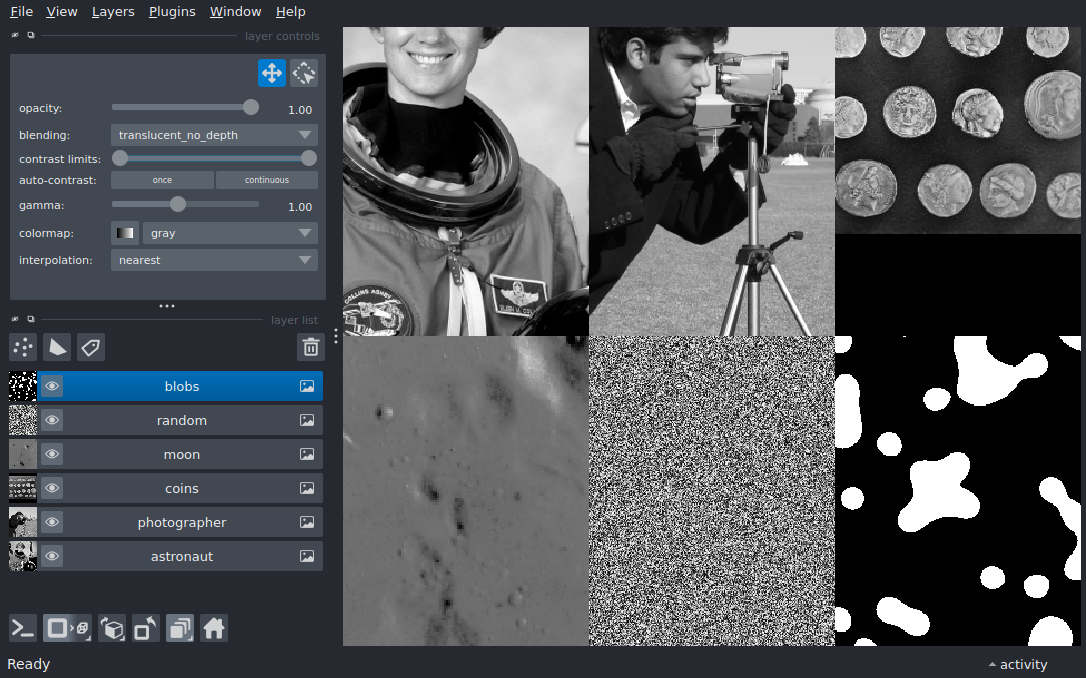 File View Layers Plugins Window Help
layer controls
opacity: 1.00
blending: translucent_no_depth
contrast limits:
auto-contrast: once continuous
gamma: 1.00
colormap: gray
interpolation: nearest
layer list
blobs
random
moon
coins
photographer
astronaut
Ready
activity